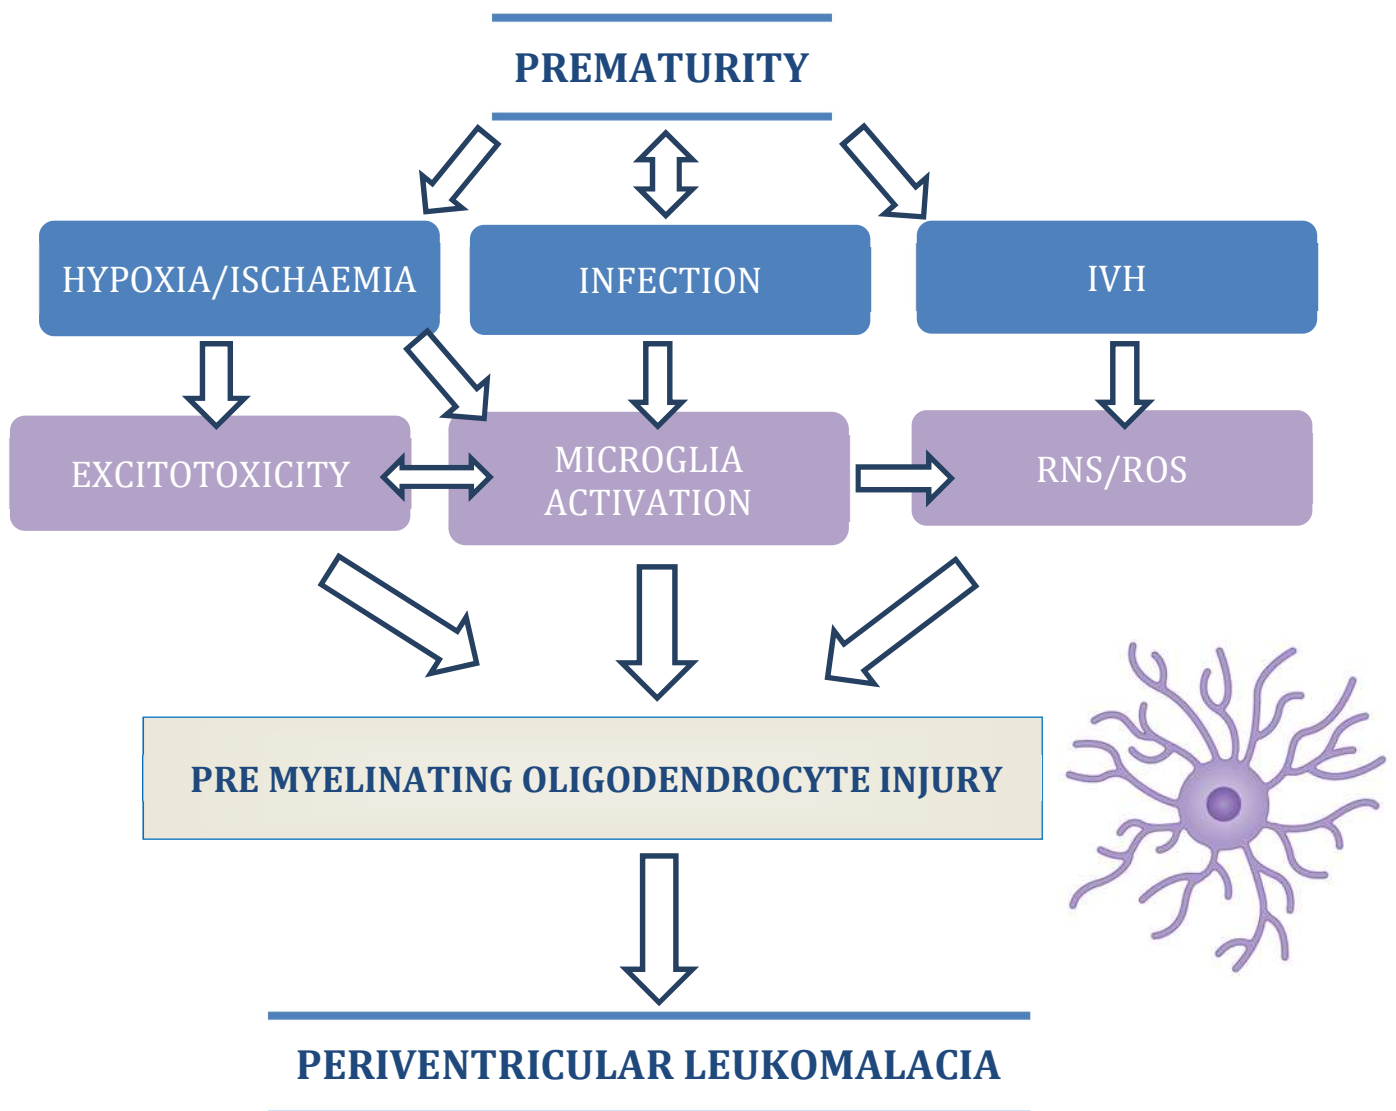 PREMATURITY
HYPOXIA/ISCHAEMIA
INFECTION
IVH
EXCITOTOXICITY
MICROGLIA
ACTIVATION
RNS/ROS
PRE MYELINATING OLIGODENDROCYTE INJURY
PERIVENTRICULAR LEUKOMALACIA